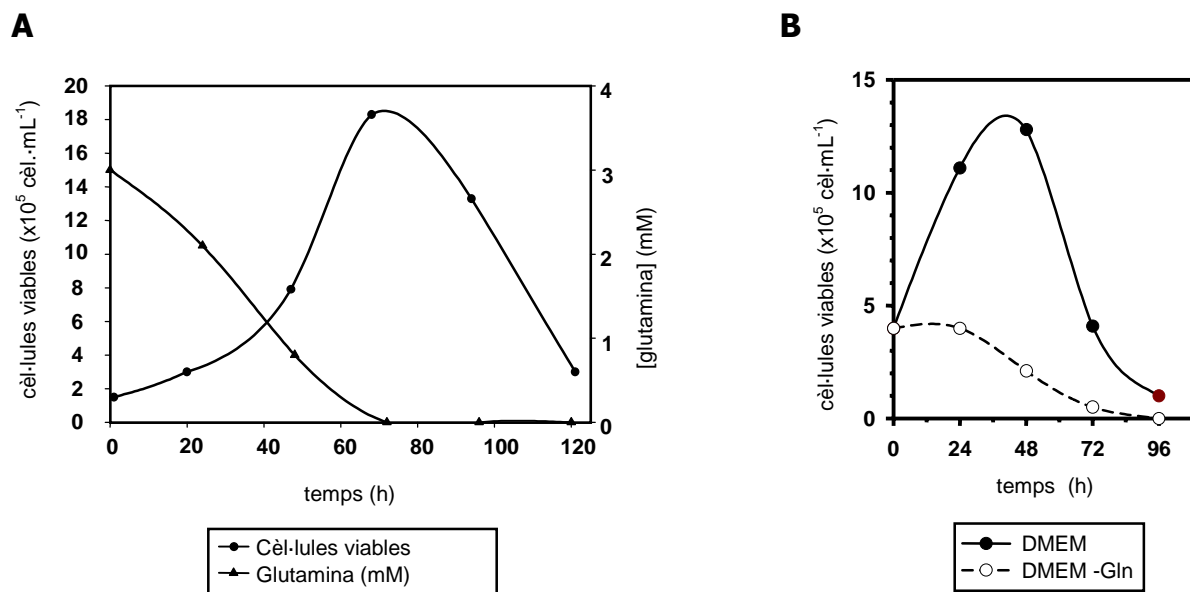 A
B
20
18
16
14
12
10
8
6
4
2
0
cèl·lules viables (x10⁵ cèl.·mL⁻¹)
4
3
2
1
0
[glutamina] (mM)
0 20 40 60 80 100 120
temps (h)
Cèl·lules viables
Glutamina (mM)
15
10
5
0
cèl·lules viables (x10⁵ cèl·mL⁻¹)
0 24 48 72 96
temps (h)
DMEM
DMEM -Gln